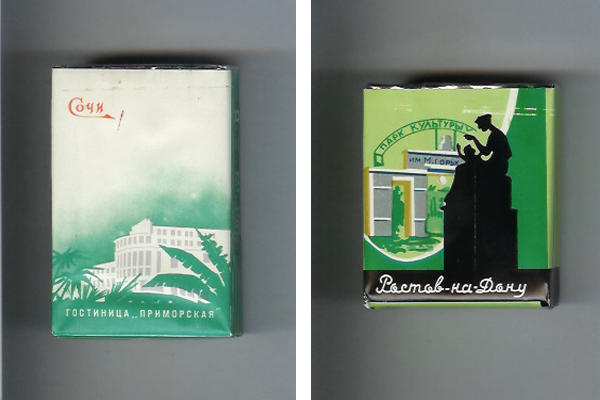 Сочи
ГОСТИНИЦА „ПРИМОРСКАЯ"
ПАРК КУЛЬТУРЫ
ИМ М. ГОРЬК
Ростов-на-Дону